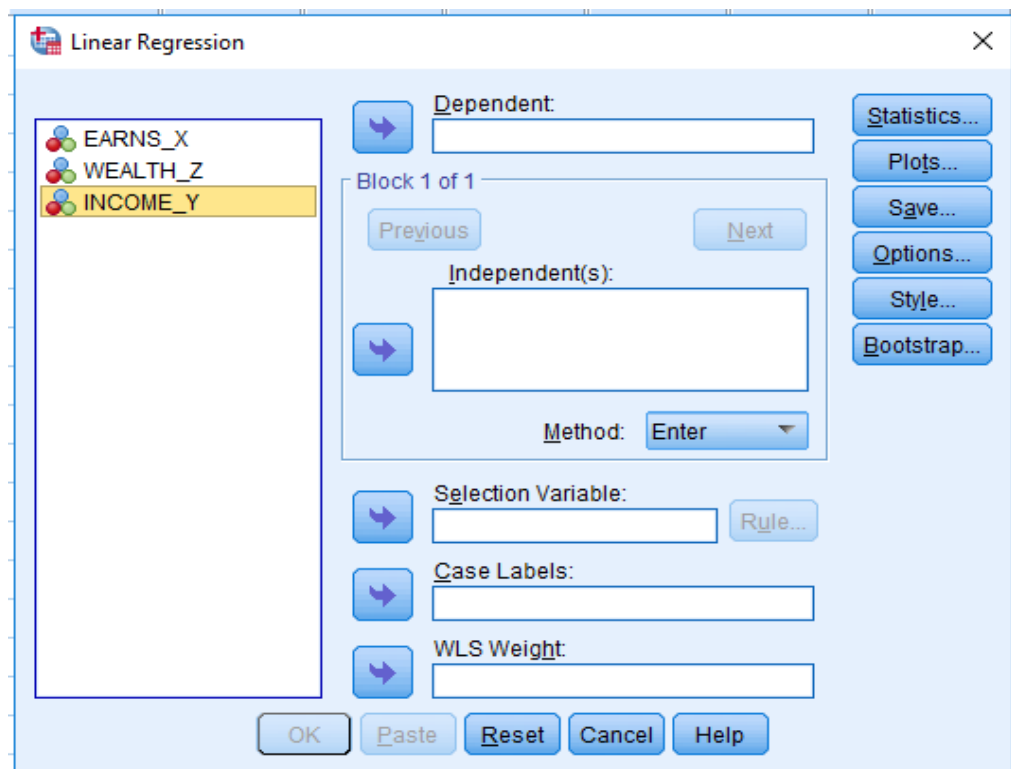 Linear Regression
EARNS_X
WEALTH_Z
INCOME_Y
Dependent:
Block 1 of 1
Previous
Next
Independent(s):
Method:
Enter
Selection Variable:
Rule...
Case Labels:
WLS Weight:
Statistics...
Plots...
Save...
Options...
Style...
Bootstrap...
OK
Paste
Reset
Cancel
Help